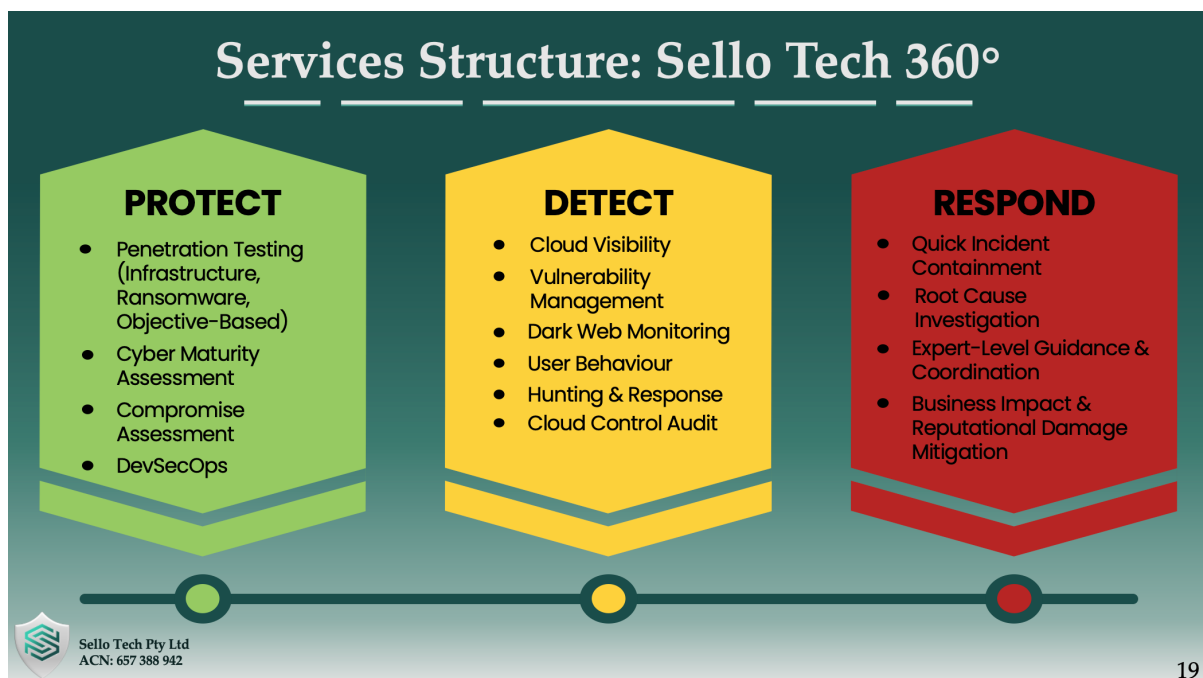 Services Structure: Sello Tech 360°
PROTECT
● Penetration Testing
(Infrastructure,
Ransomware,
Objective-Based)
● Cyber Maturity
Assessment
● Compromise
Assessment
● DevSecOps
DETECT
● Cloud Visibility
● Vulnerability
Management
● Dark Web Monitoring
● User Behaviour
● Hunting & Response
● Cloud Control Audit
RESPOND
● Quick Incident
Containment
● Root Cause
Investigation
● Expert-Level Guidance &
Coordination
● Business Impact &
Reputational Damage
Mitigation
Sello Tech Pty Ltd
ACN: 657 388 942
19